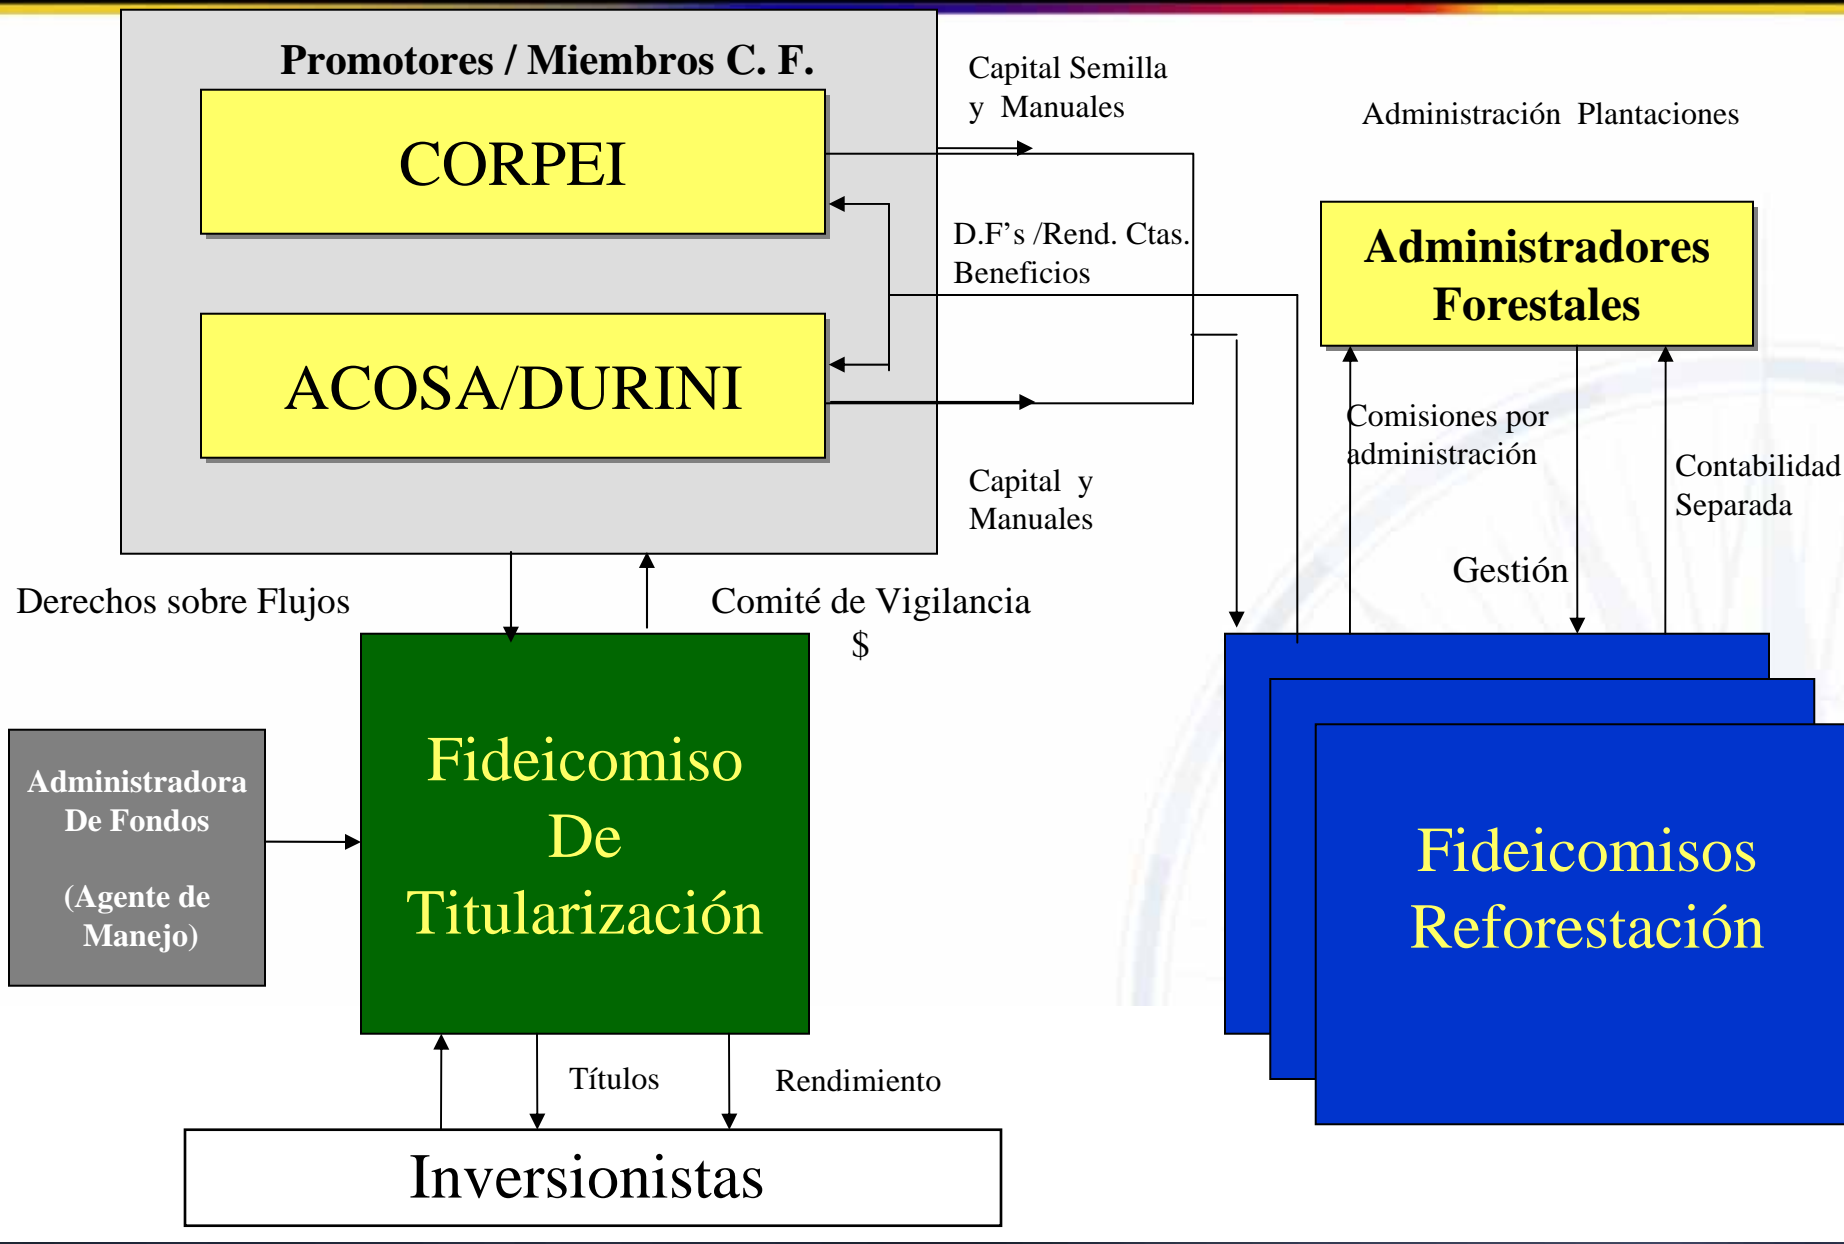 Promotores / Miembros C. F.
CORPEI
ACOSA/DURINI
Capital Semilla
y Manuales
D.F's /Rend. Ctas.
Beneficios
Capital y
Manuales
Administración Plantaciones
Administradores
Forestales
Comisiones por
administración
Contabilidad
Separada
Gestión
Derechos sobre Flujos
Comité de Vigilancia
$
Administradora
De Fondos
(Agente de
Manejo)
Fideicomiso
De
Titularización
Fideicomisos
Reforestación
Títulos
Rendimiento
Inversionistas